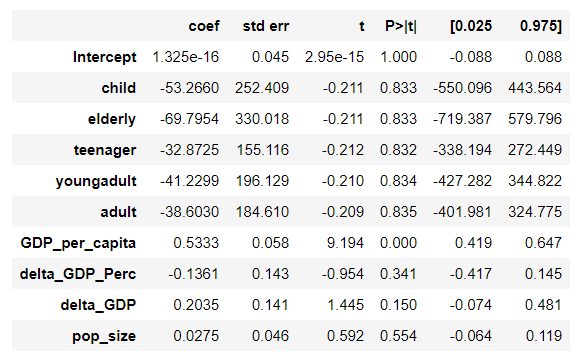 coef std err t P>|t| [0.025 0.975]
Intercept 1.325e-16 0.045 2.95e-15 1.000 -0.088 0.088
child -53.2660 252.409 -0.211 0.833 -550.096 443.564
elderly -69.7954 330.018 -0.211 0.833 -719.387 579.796
teenager -32.8725 155.116 -0.212 0.832 -338.194 272.449
youngadult -41.2299 196.129 -0.210 0.834 -427.282 344.822
adult -38.6030 184.610 -0.209 0.835 -401.981 324.775
GDP_per_capita 0.5333 0.058 9.194 0.000 0.419 0.647
delta_GDP_Perc -0.1361 0.143 -0.954 0.341 -0.417 0.145
delta_GDP 0.2035 0.141 1.445 0.150 -0.074 0.481
pop_size 0.0275 0.046 0.592 0.554 -0.064 0.119